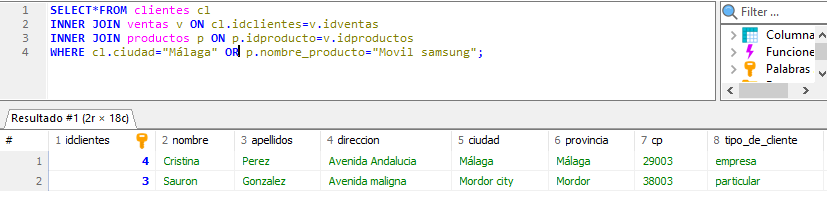 1 SELECT*FROM clientes cl
2 INNER JOIN ventas v ON cl.idclientes=v.idventas
3 INNER JOIN productos p ON p.idproducto=v.idproductos
4 WHERE cl.ciudad="Málaga" OR p.nombre_producto="Movil samsung";
Filter ...
Columna
Funcione
Palabras
Resultado #1 (2r × 18c)
# 1 idclientes 2 nombre 3 apellidos 4 direccion 5 ciudad 6 provincia 7 cp 8 tipo_de_cliente
1 4 Cristina Perez Avenida Andalucia Málaga Málaga 29003 empresa
2 3 Sauron Gonzalez Avenida maligna Mordor city Mordor 38003 particular